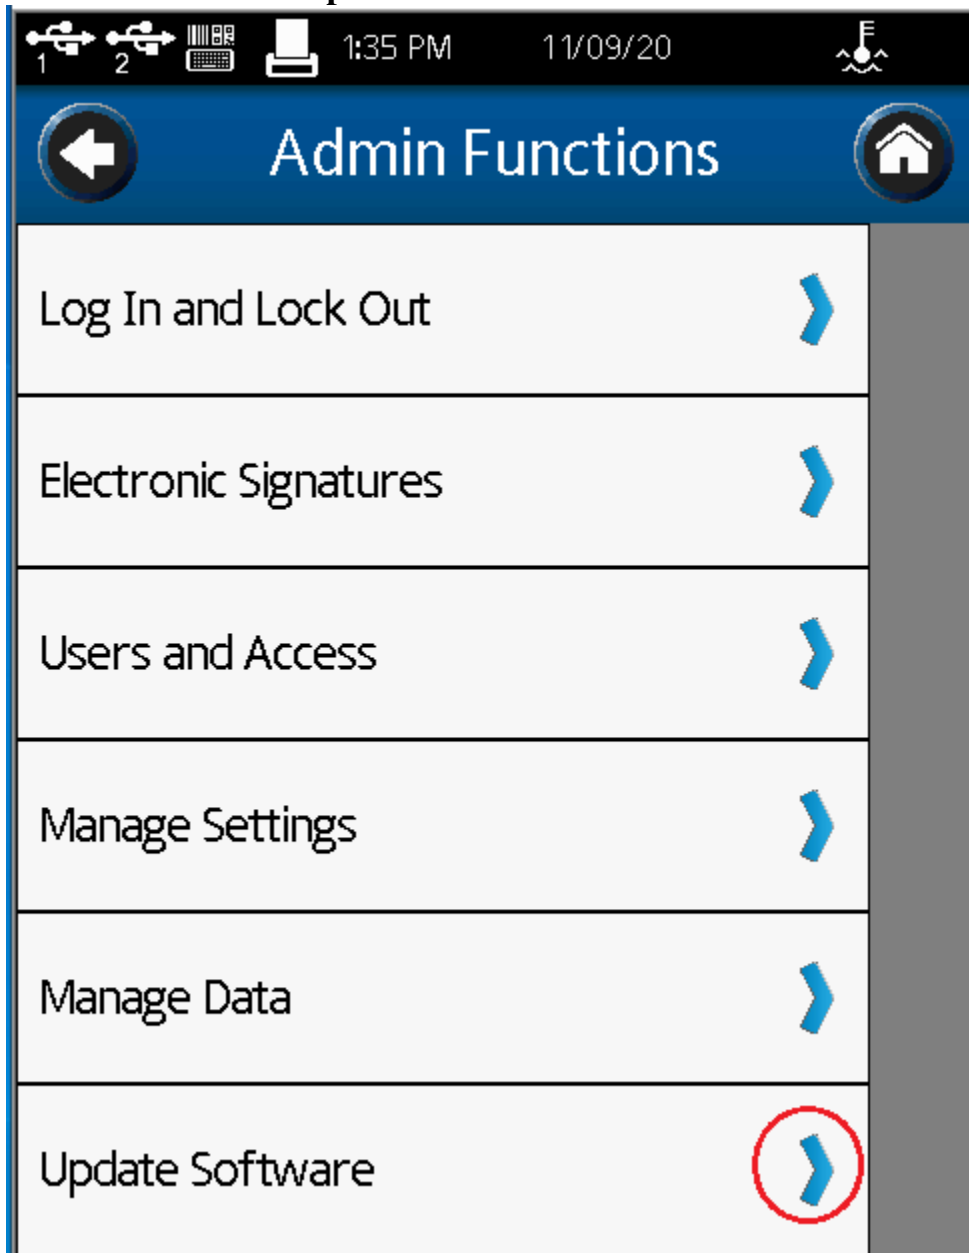 1 2 1:35 PM 11/09/20
Admin Functions
Log In and Lock Out
Electronic Signatures
Users and Access
Manage Settings
Manage Data
Update Software